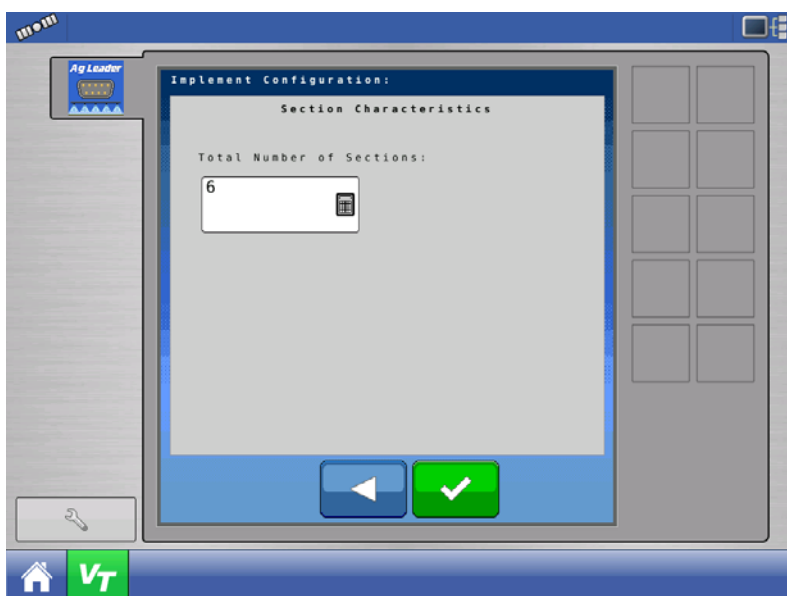 Ag Leader
Implement Configuration:
Section Characteristics
Total Number of Sections:
6
VT